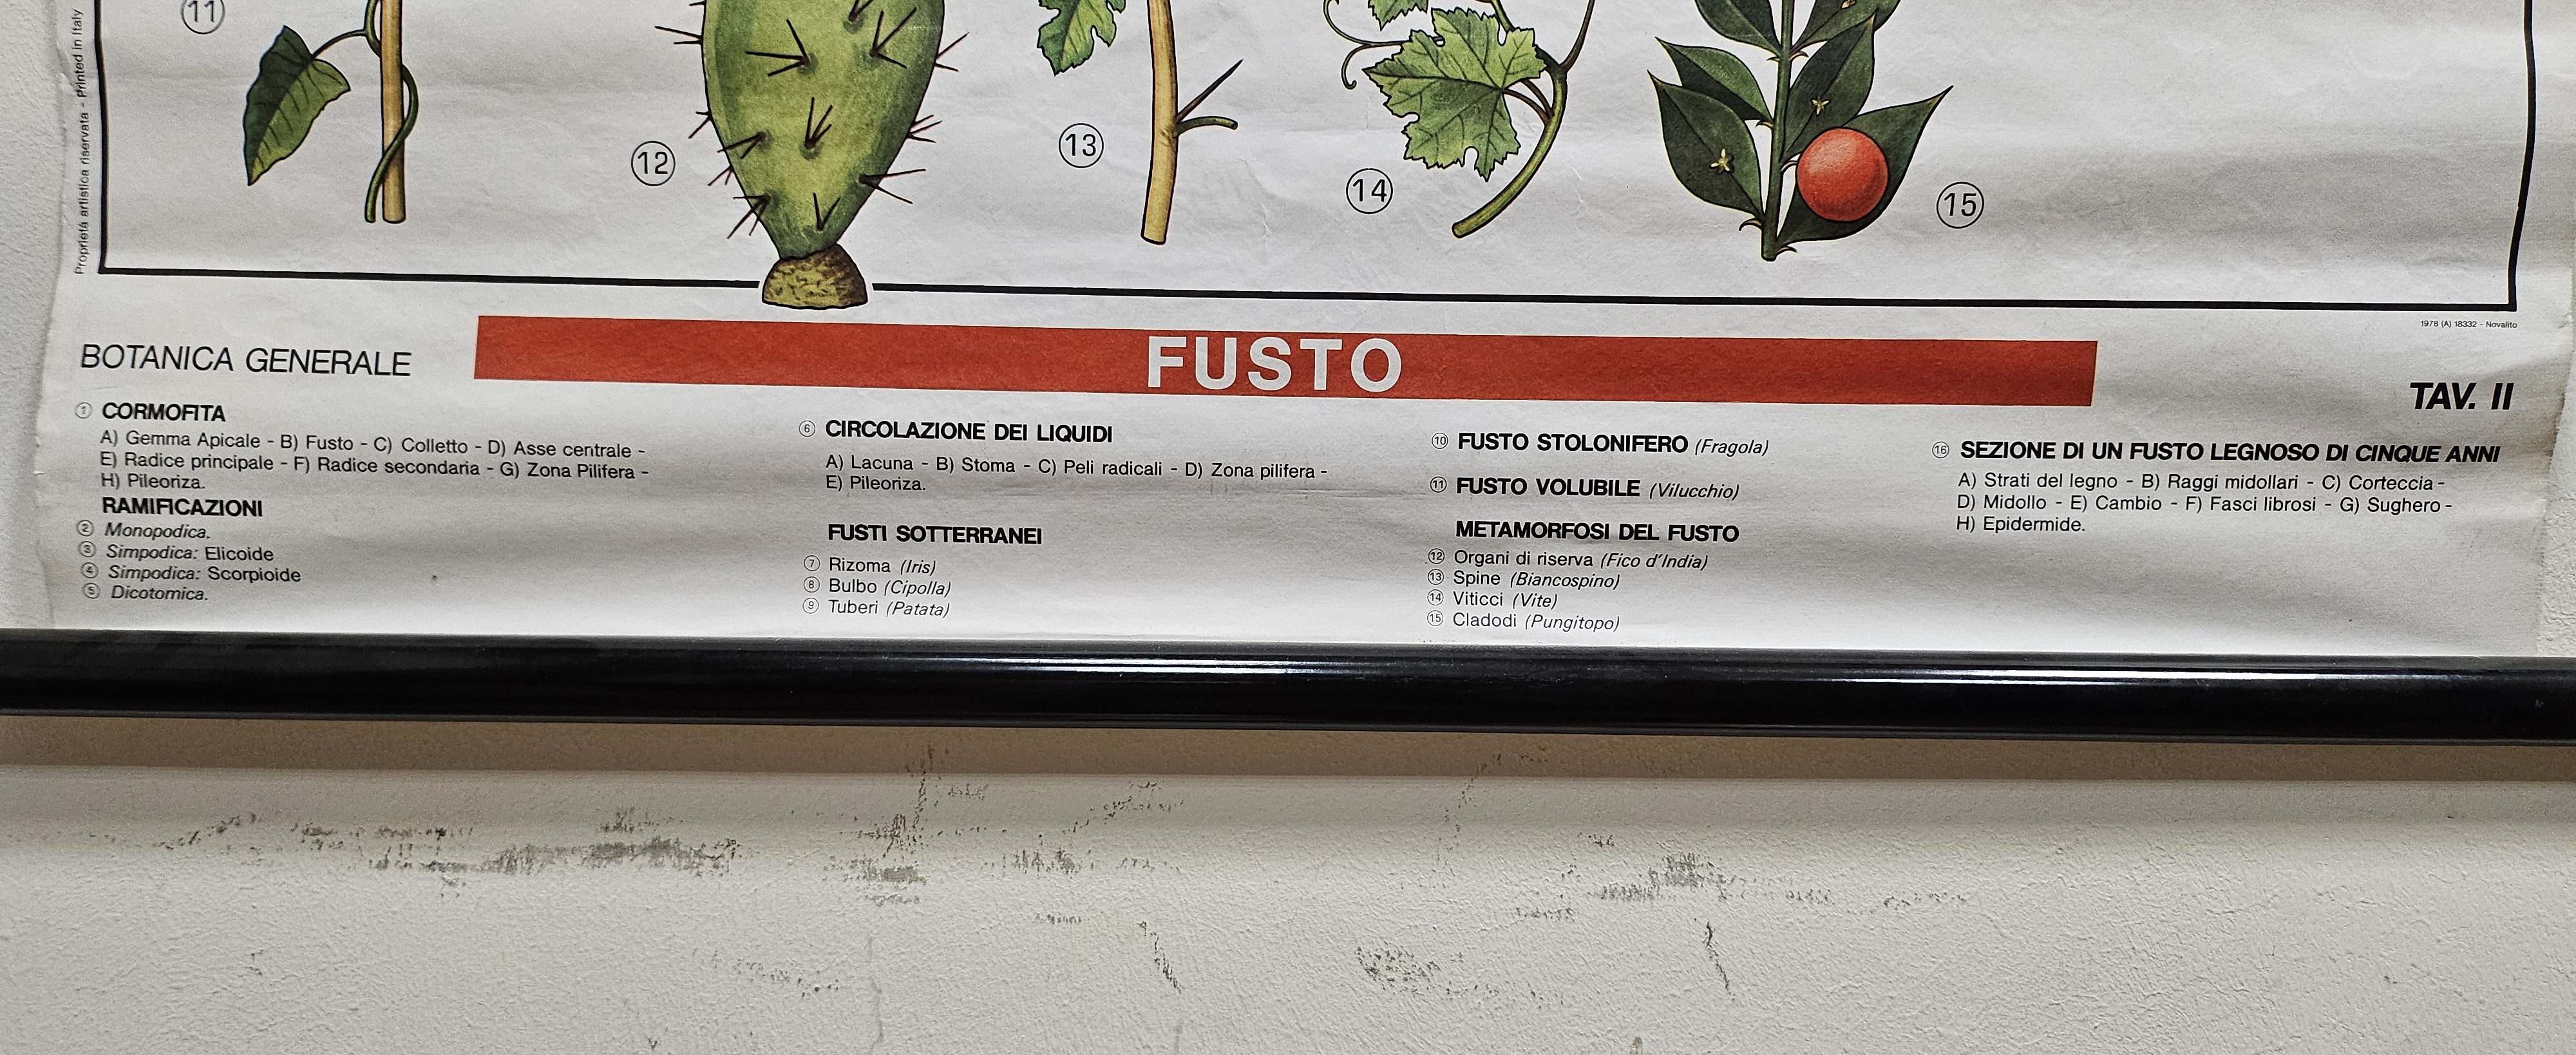 Proprietà artistica riservata - Printed in Italy
11
12
13
14
15
1978 (A) 18332 - Novalito
BOTANICA GENERALE
FUSTO
TAV. II
① CORMOFITA
A) Gemma Apicale - B) Fusto - C) Colletto - D) Asse centrale -
E) Radice principale - F) Radice secondaria - G) Zona Pilifera -
H) Pileoriza.
RAMIFICAZIONI
② Monopodica.
③ Simpodica: Elicoide
④ Simpodica: Scorpioide
⑤ Dicotomica.
⑥ CIRCOLAZIONE DEI LIQUIDI
A) Lacuna - B) Stoma - C) Peli radicali - D) Zona pilifera -
E) Pileoriza.
FUSTI SOTTERRANEI
⑦ Rizoma (Iris)
⑧ Bulbo (Cipolla)
⑨ Tuberi (Patata)
⑩ FUSTO STOLONIFERO (Fragola)
⑪ FUSTO VOLUBILE (Vilucchio)
METAMORFOSI DEL FUSTO
⑫ Organi di riserva (Fico d'India)
⑬ Spine (Biancospino)
⑭ Viticci (Vite)
⑮ Cladodi (Pungitopo)
⑯ SEZIONE DI UN FUSTO LEGNOSO DI CINQUE ANNI
A) Strati del legno - B) Raggi midollari - C) Corteccia -
D) Midollo - E) Cambio - F) Fasci librosi - G) Sughero -
H) Epidermide.